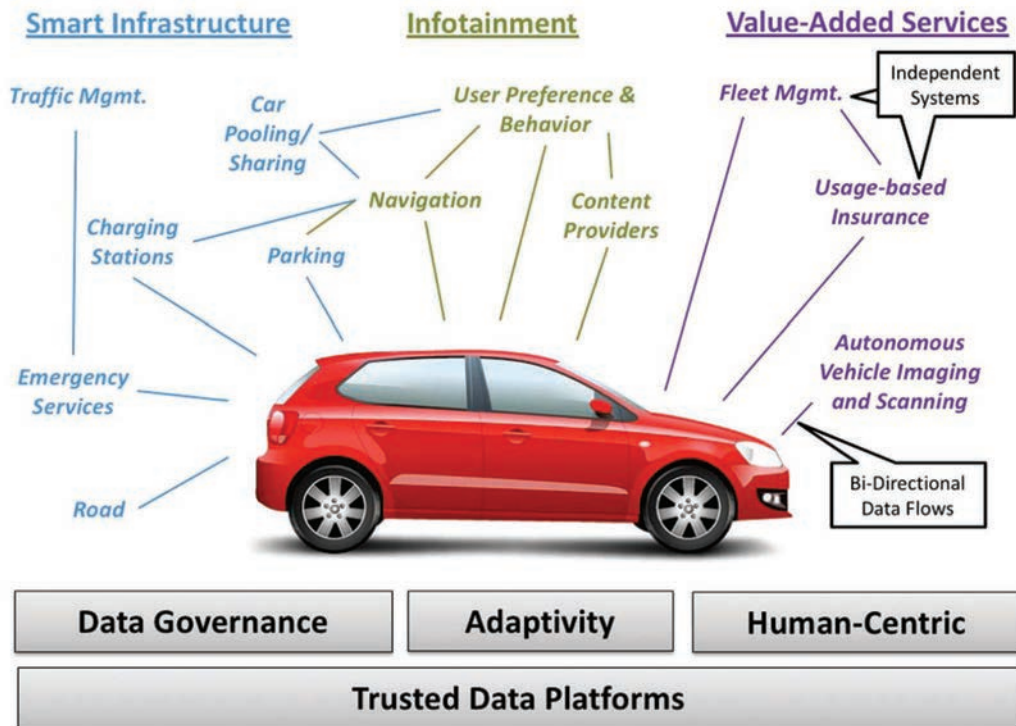 Smart Infrastructure
Infotainment
Value-Added Services
Traffic Mgmt.
Car
Pooling/
Sharing
Charging
Stations
Parking
Emergency
Services
Road
User Preference &
Behavior
Navigation
Content
Providers
Fleet Mgmt.
Independent
Systems
Usage-based
Insurance
Autonomous
Vehicle Imaging
and Scanning
Bi-Directional
Data Flows
Data Governance
Adaptivity
Human-Centric
Trusted Data Platforms